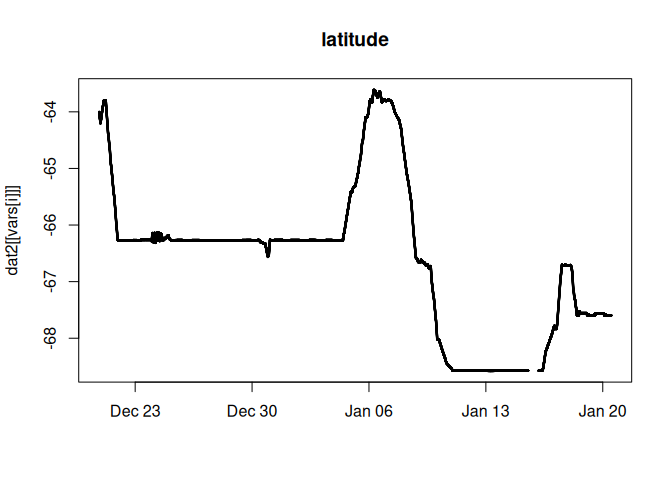 latitude
dat2[[vars[i]]]
-64
-65
-66
-67
-68
Dec 23
Dec 30
Jan 06
Jan 13
Jan 20